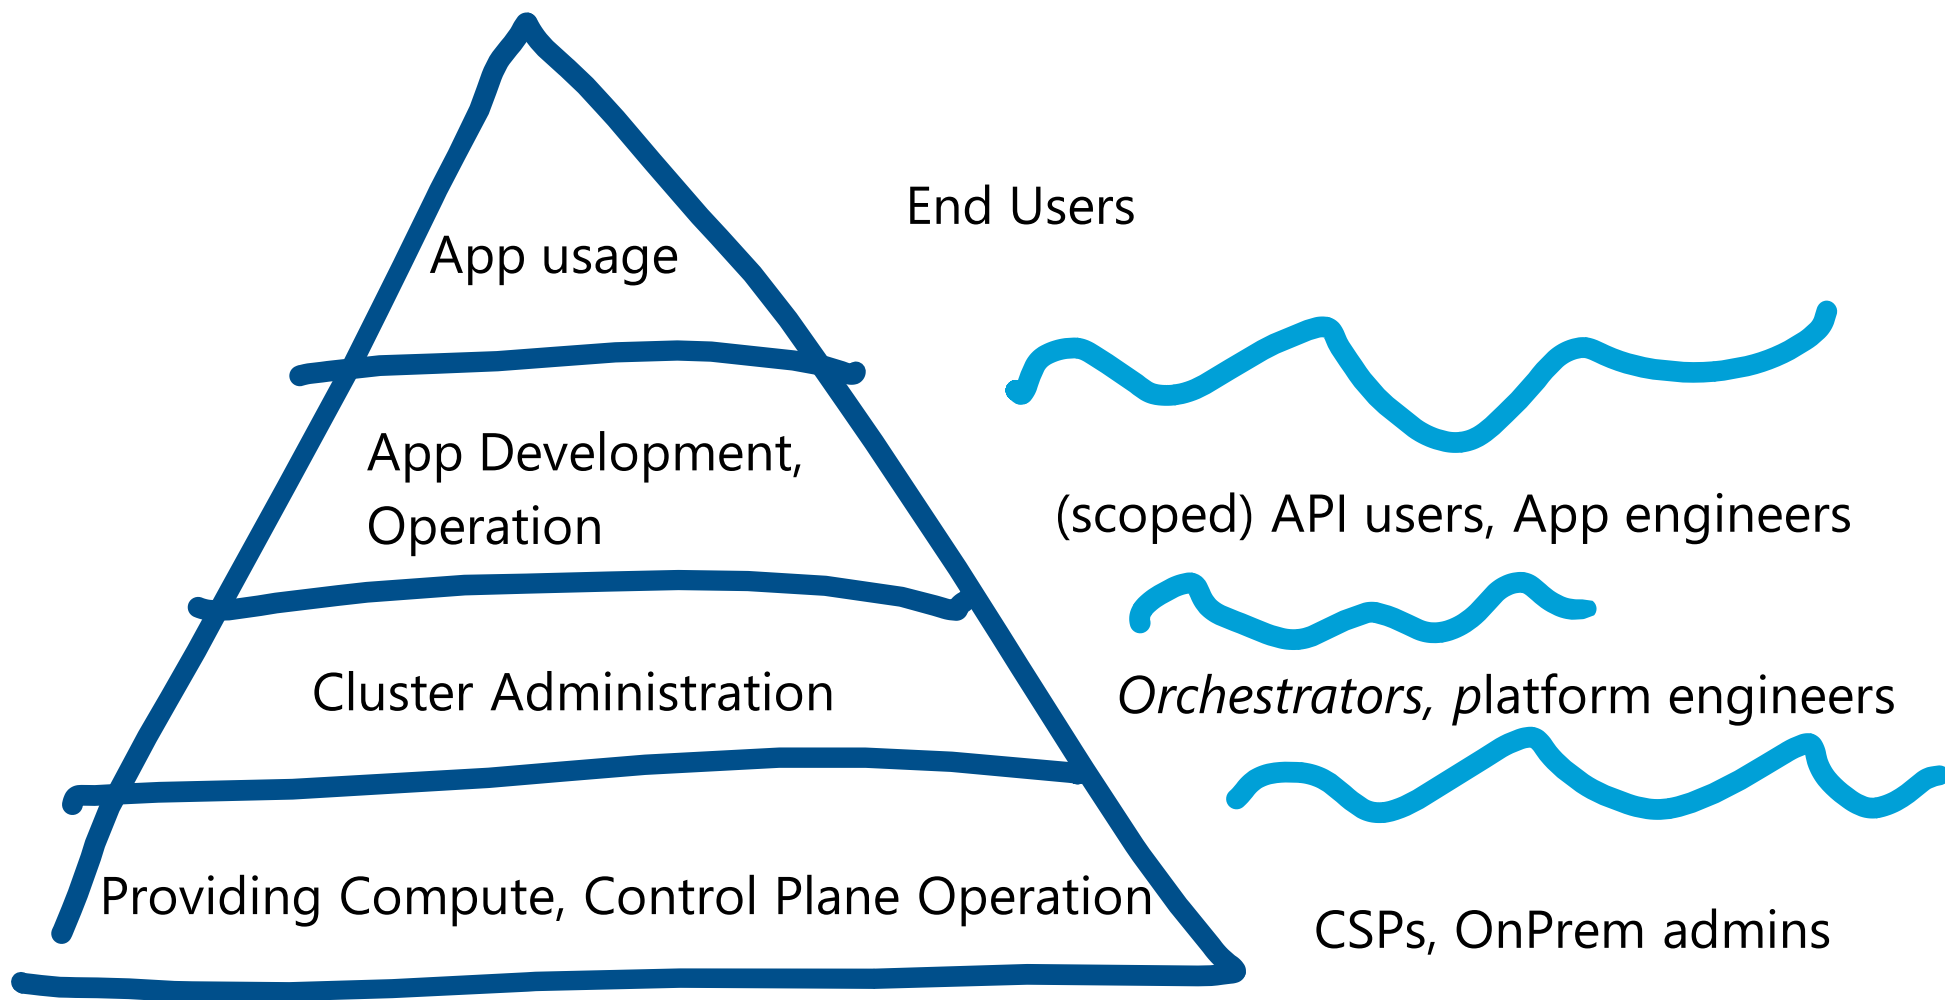 End Users
App usage
App Development,
Operation
(scoped) API users, App engineers
Cluster Administration
Orchestrators, platform engineers
Providing Compute, Control Plane Operation
CSPs, OnPrem admins